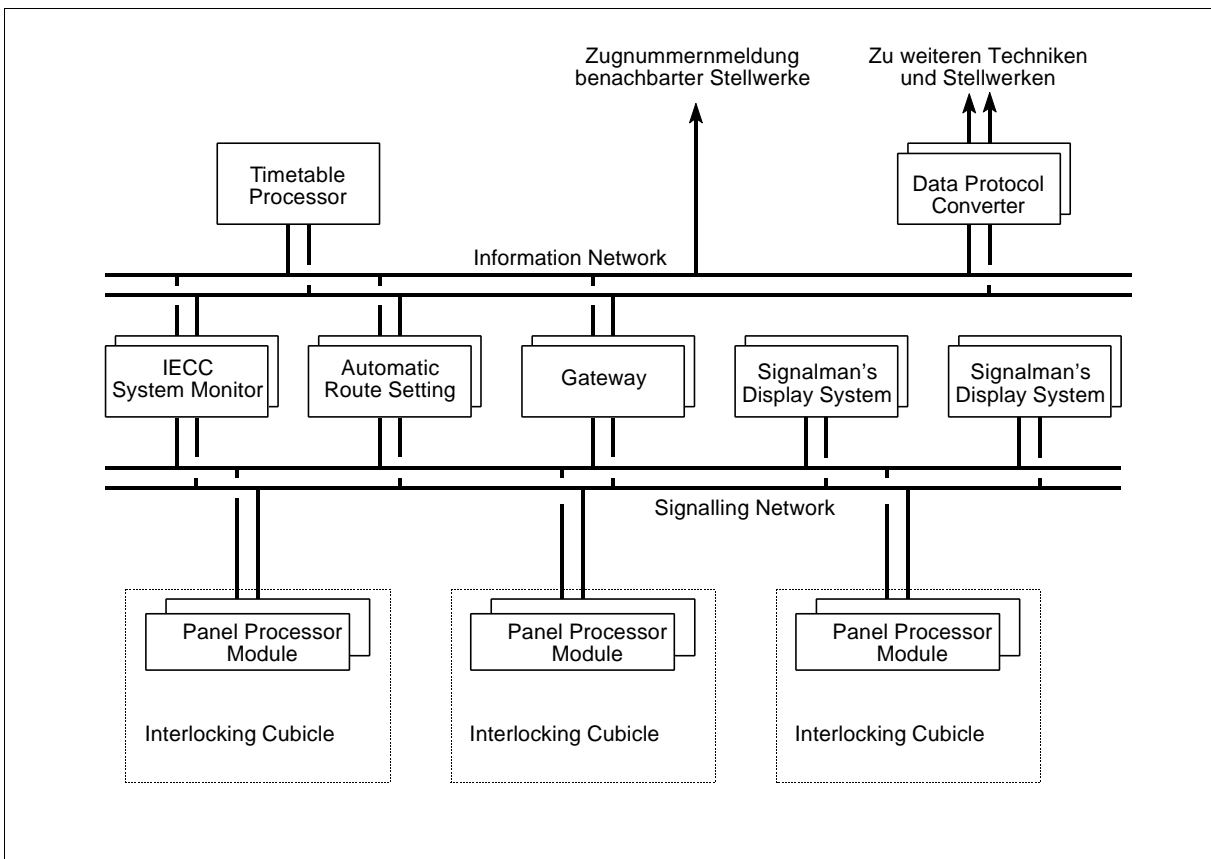 Zugnummernmeldung
benachbarter Stellwerke
Zu weiteren Techniken
und Stellwerken
Timetable
Processor
Data Protocol
Converter
Information Network
IECC
System Monitor
Automatic
Route Setting
Gateway
Signalman's
Display System
Signalman's
Display System
Signalling Network
Panel Processor
Module
Panel Processor
Module
Panel Processor
Module
Interlocking Cubicle
Interlocking Cubicle
Interlocking Cubicle